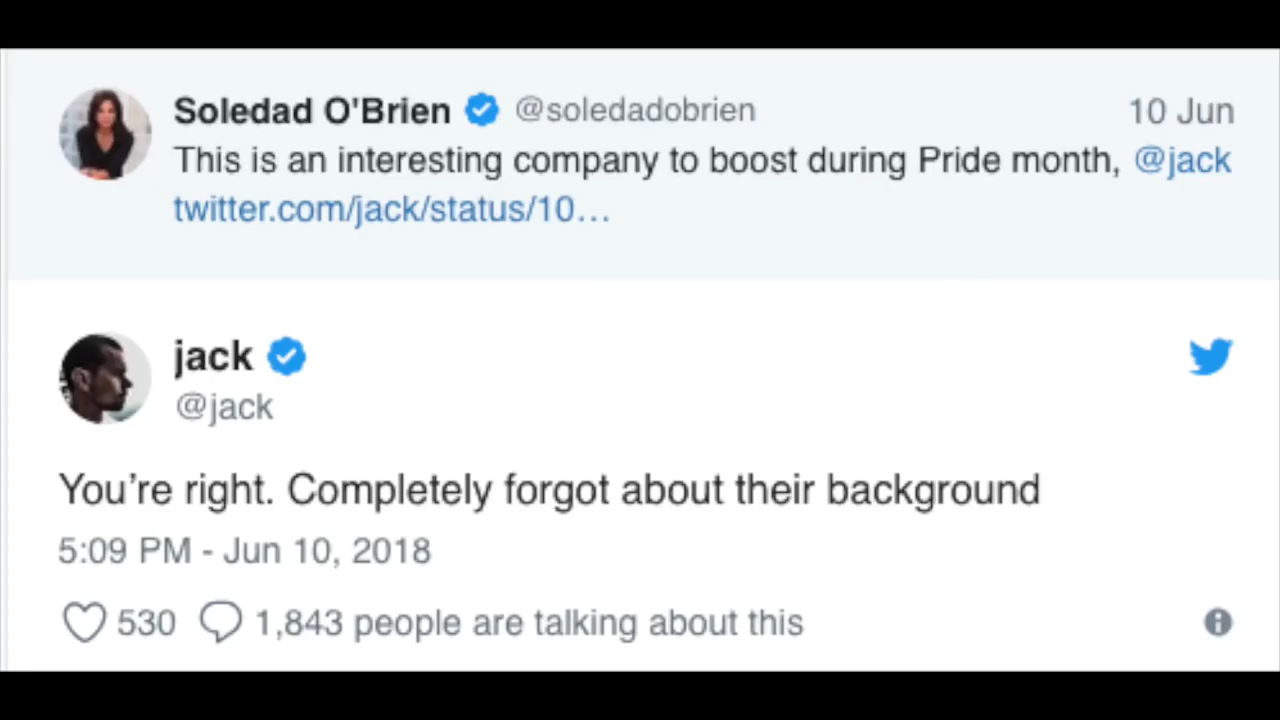 Soledad O'Brien @soledadobrien 10 Jun
This is an interesting company to boost during Pride month, @jack
twitter.com/jack/status/10…
jack
@jack
You’re right. Completely forgot about their background
5:09 PM - Jun 10, 2018
530 1,843 people are talking about this